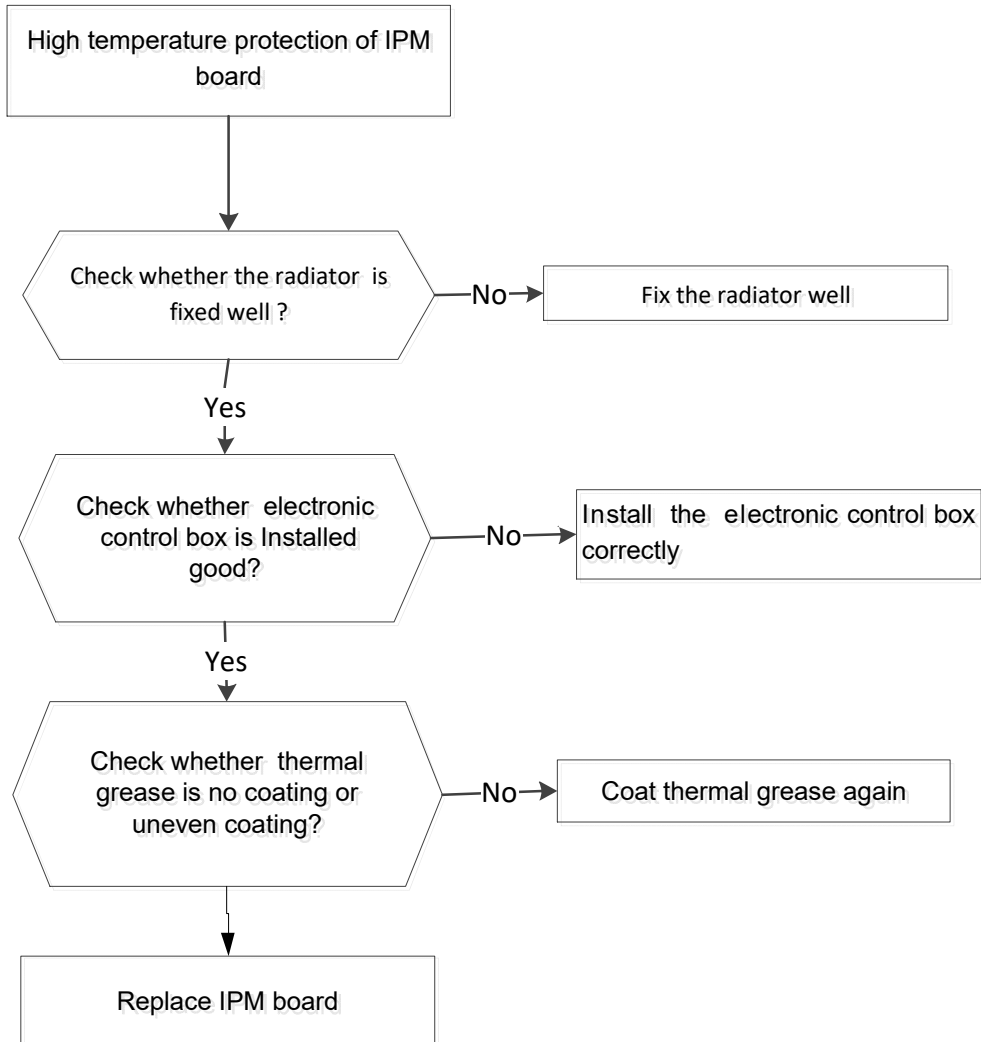 High temperature protection of IPM
board
Check whether the radiator is
fixed well ?
No
Fix the radiator well
Yes
Check whether electronic
control box is Installed
good?
No
Install the electronic control box
correctly
Yes
Check whether thermal
grease is no coating or
uneven coating?
No
Coat thermal grease again
Replace IPM board